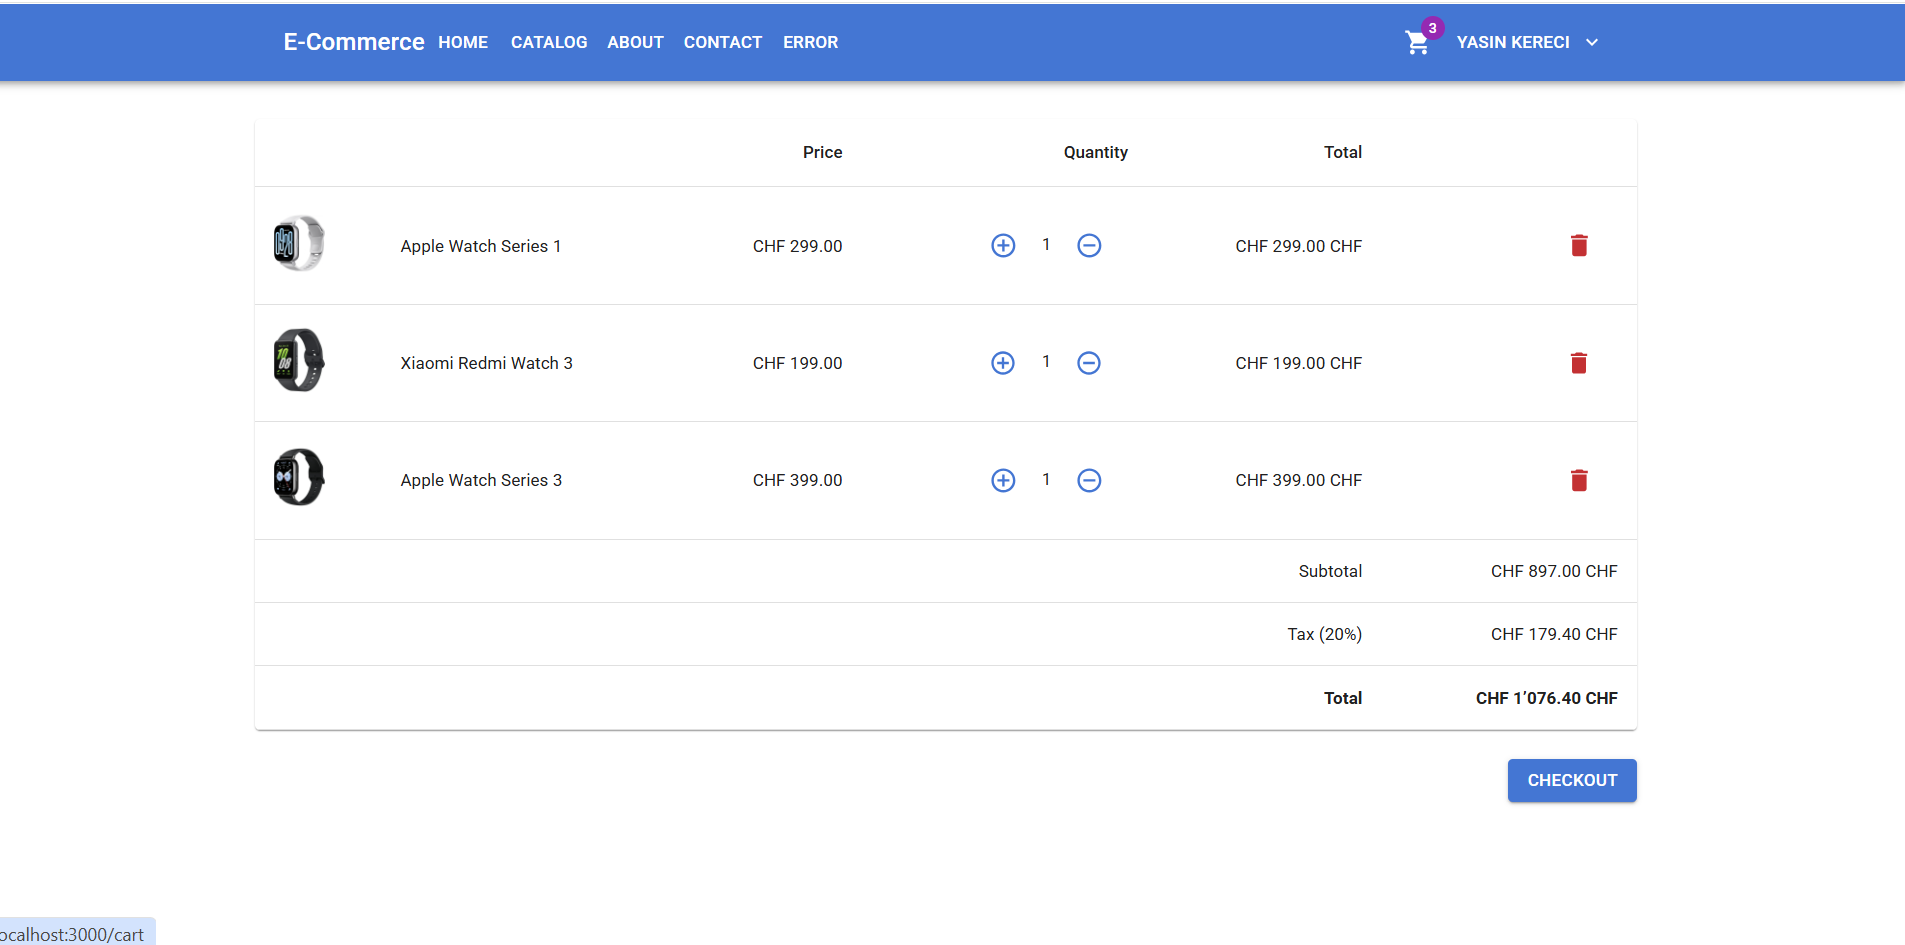 E-Commerce HOME CATALOG ABOUT CONTACT ERROR 3 YASIN KERECI
Price Quantity Total
Apple Watch Series 1 CHF 299.00 1 CHF 299.00 CHF
Xiaomi Redmi Watch 3 CHF 199.00 1 CHF 199.00 CHF
Apple Watch Series 3 CHF 399.00 1 CHF 399.00 CHF
Subtotal CHF 897.00 CHF
Tax (20%) CHF 179.40 CHF
Total CHF 1’076.40 CHF
CHECKOUT
ocalhost:3000/cart